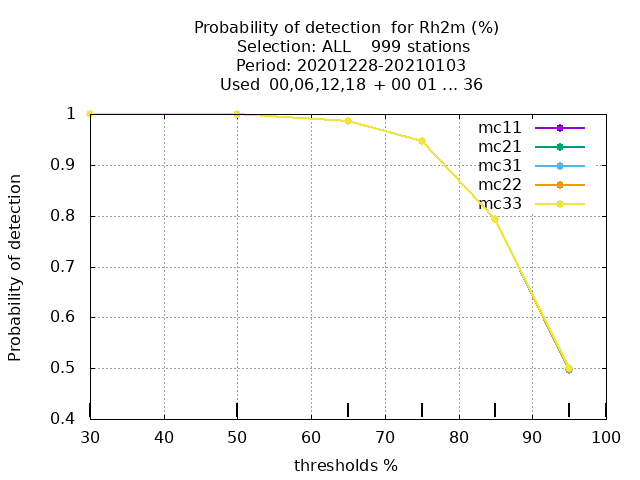 Probability of detection  for Rh2m (%)
Selection: ALL    999 stations
Period: 20201228-20210103
Used  00,06,12,18  + 00 01 ... 36
mc11
mc21
mc31
mc22
mc33
1
0.9
0.8
0.7
0.6
0.5
0.4
Probability of detection
30 40 50 60 70 80 90 100
thresholds %